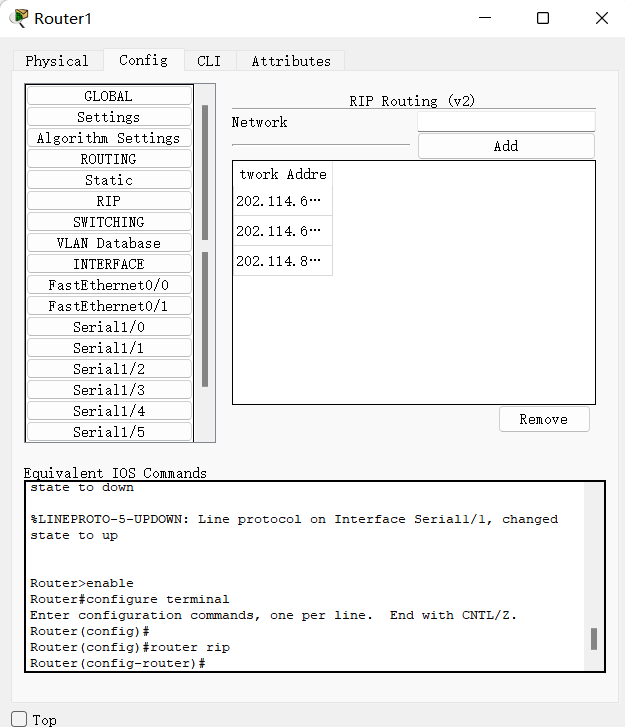 Router1
Physical Config CLI Attributes
GLOBAL
Settings
Algorithm Settings
ROUTING
Static
RIP
SWITCHING
VLAN Database
INTERFACE
FastEthernet0/0
FastEthernet0/1
Serial1/0
Serial1/1
Serial1/2
Serial1/3
Serial1/4
Serial1/5
RIP Routing (v2)
Network
Add
twork Addre
202.114.6…
202.114.6…
202.114.8…
Remove
Equivalent IOS Commands
state to down
%LINEPROTO-5-UPDOWN: Line protocol on Interface Serial1/1, changed
state to up
Router>enable
Router#configure terminal
Enter configuration commands, one per line.  End with CNTL/Z.
Router(config)#
Router(config)#router rip
Router(config-router)#
Top